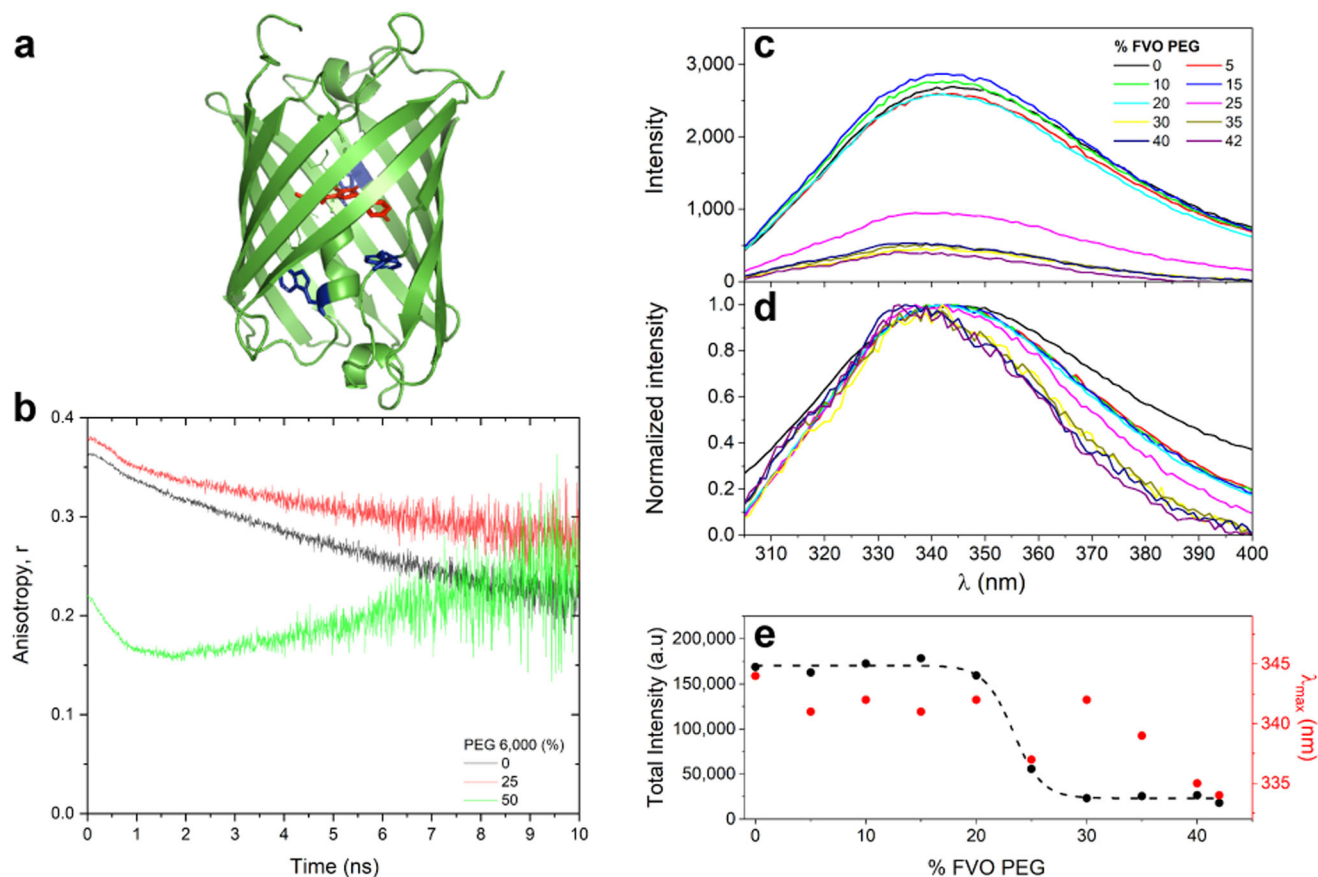 a
b
0.4
0.3
0.2
0.1
0.0
Anisotropy, r
PEG 6,000 (%)
0
25
50
0 1 2 3 4 5 6 7 8 9 10
Time (ns)
c
3,000
2,000
1,000
0
Intensity
% FVO PEG
0 5
10 15
20 25
30 35
40 42
d
1.0
0.8
0.6
0.4
0.2
0.0
Normalized intensity
310 320 330 340 350 360 370 380 390 400
λ (nm)
e
200,000
150,000
100,000
50,000
0
Total Intensity (a.u)
345
340
335
λmax (nm)
0 10 20 30 40
% FVO PEG